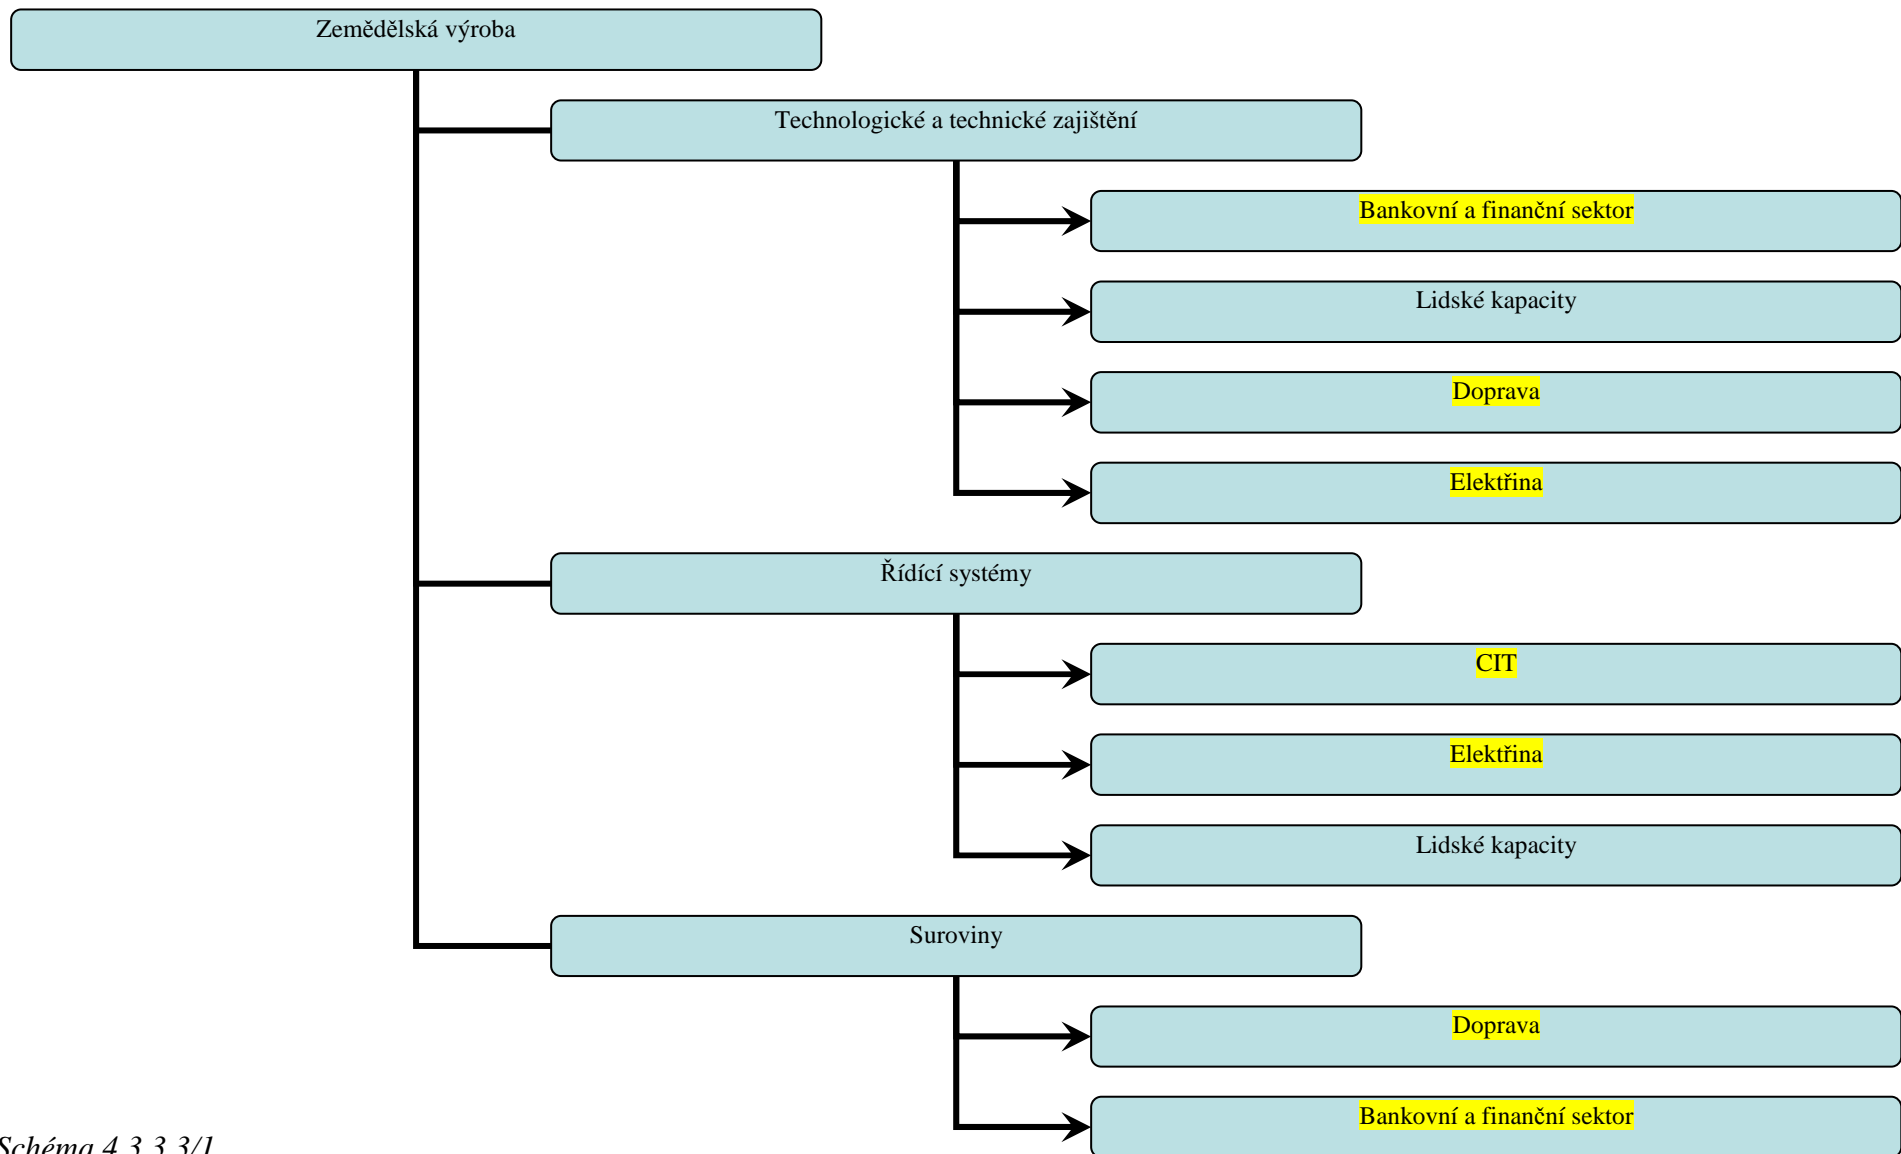 Zemědělská výroba
Technologické a technické zajištění
Bankovní a finanční sektor
Lidské kapacity
Doprava
Elektřina
Řídící systémy
CIT
Elektřina
Lidské kapacity
Suroviny
Doprava
Bankovní a finanční sektor
Schéma 4.3.3.3/1